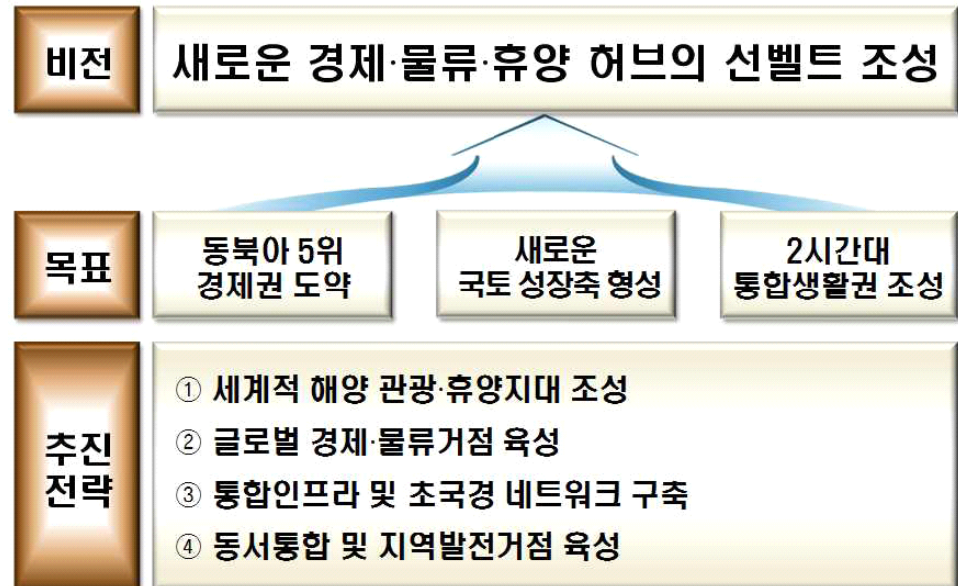 비전
새로운 경제·물류·휴양 허브의 선벨트 조성
목표
동북아 5위
경제권 도약
새로운
국토 성장축 형성
2시간대
통합생활권 조성
추진
전략
① 세계적 해양 관광·휴양지대 조성
② 글로벌 경제·물류거점 육성
③ 통합인프라 및 초국경 네트워크 구축
④ 동서통합 및 지역발전거점 육성